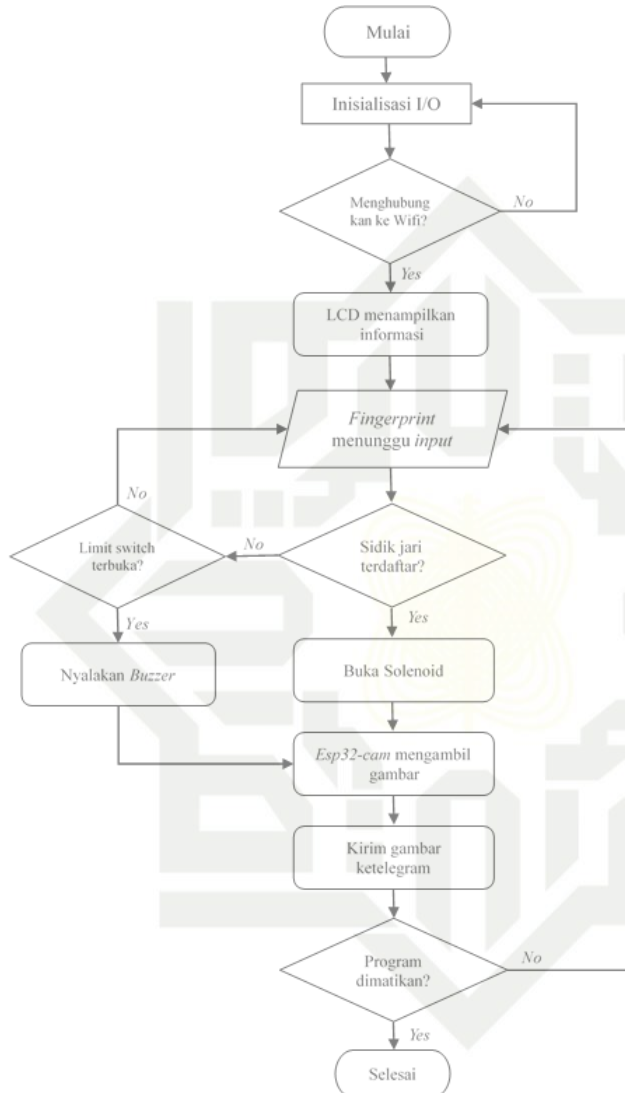 Mulai
Inisialisasi I/O
Menghubung
kan ke Wifi?
No
Yes
LCD menampilkan
informasi
Fingerprint
menunggu input
No
Limit switch
terbuka?
No
Sidik jari
terdaftar?
Yes
Yes
Nyalakan Buzzer
Buka Solenoid
Esp32-cam mengambil
gambar
Kirim gambar
ketelegram
Program
dimatikan?
No
Yes
Selesai